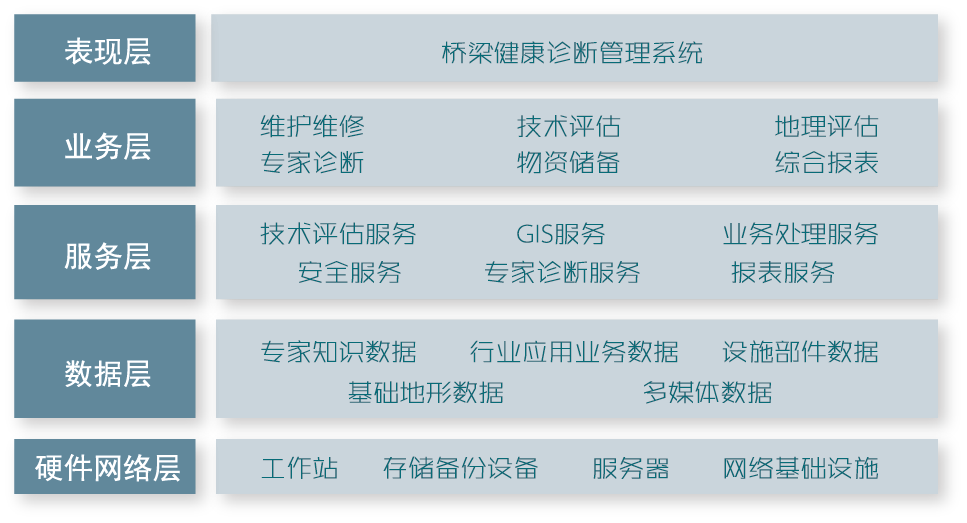 表现层
桥梁健康诊断管理系统
业务层
维护维修 技术评估 地理评估
专家诊断 物资储备 综合报表
服务层
技术评估服务 GIS服务 业务处理服务
安全服务 专家诊断服务 报表服务
数据层
专家知识数据 行业应用业务数据 设施部件数据
基础地形数据 多媒体数据
硬件网络层
工作站 存储备份设备 服务器 网络基础设施